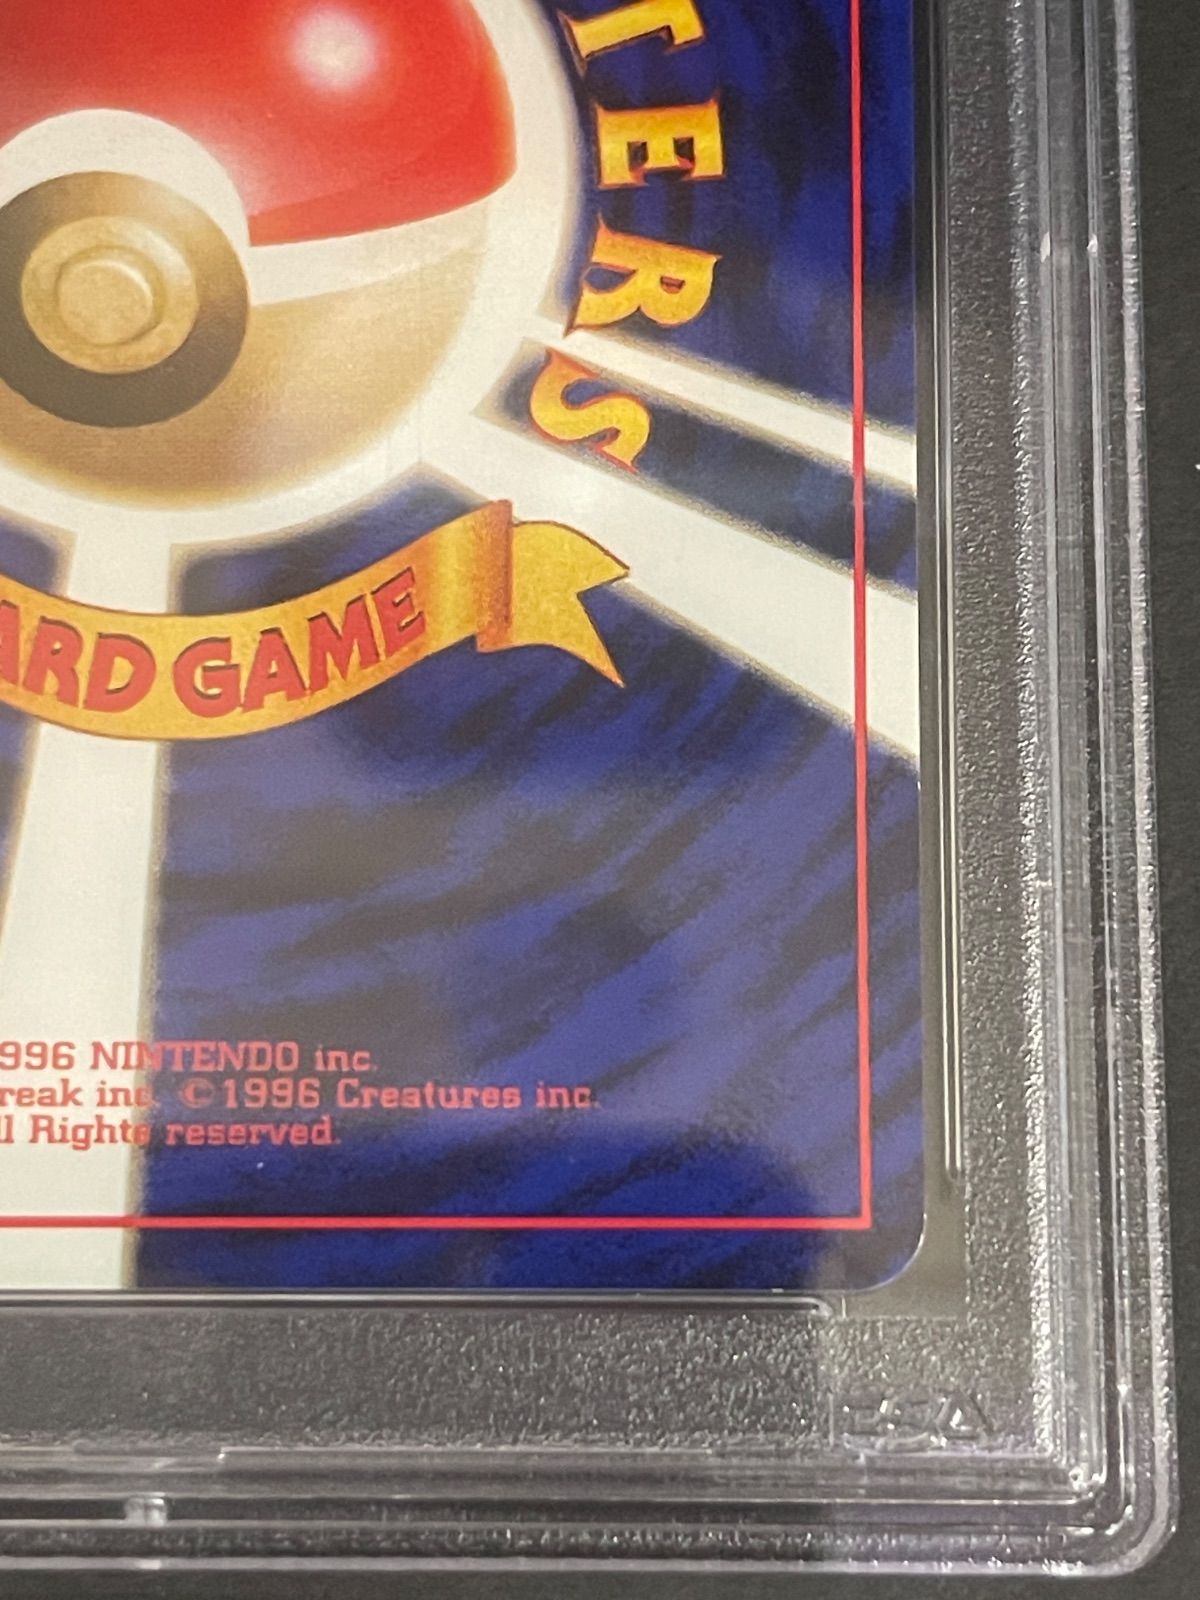 TERS
ARD GAME
996 NINTENDO inc.
reak inc. ©1996 Creatures inc.
ll Rights reserved.
PSA